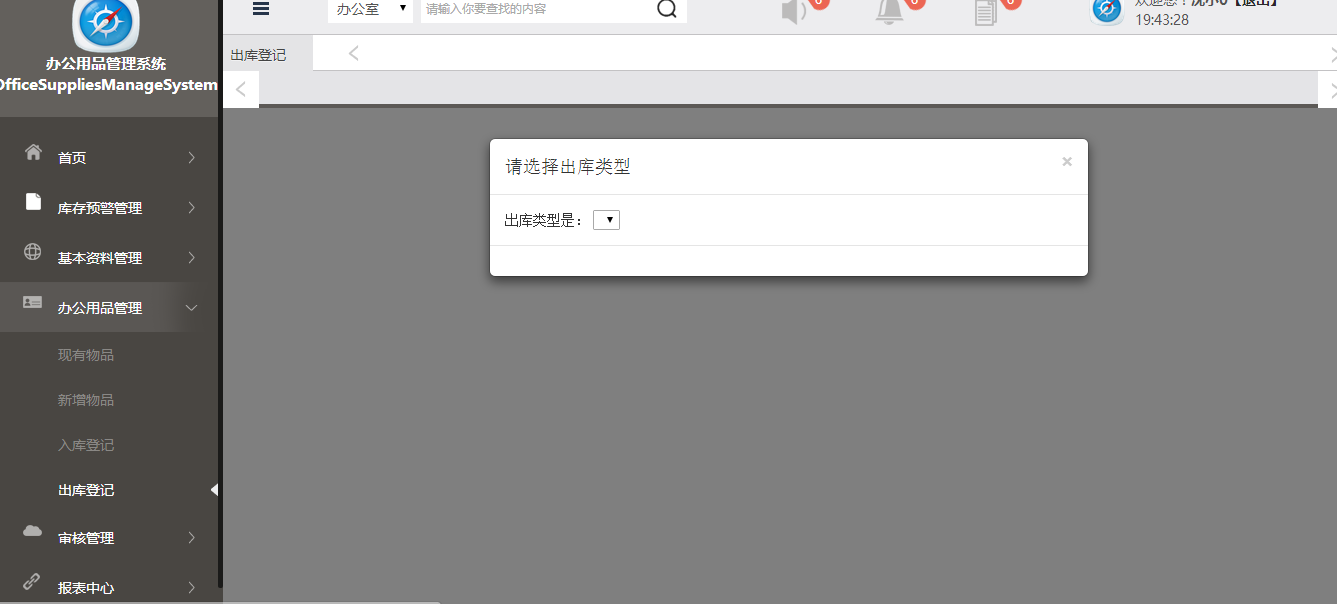 办公用品管理系统
OfficeSuppliesManageSystem
首页
库存预警管理
基本资料管理
办公用品管理
现有物品
新增物品
入库登记
出库登记
审核管理
报表中心
办公室
请输入你要查找的内容
0
0
0
19:43:28
出库登记
请选择出库类型
×
出库类型是：